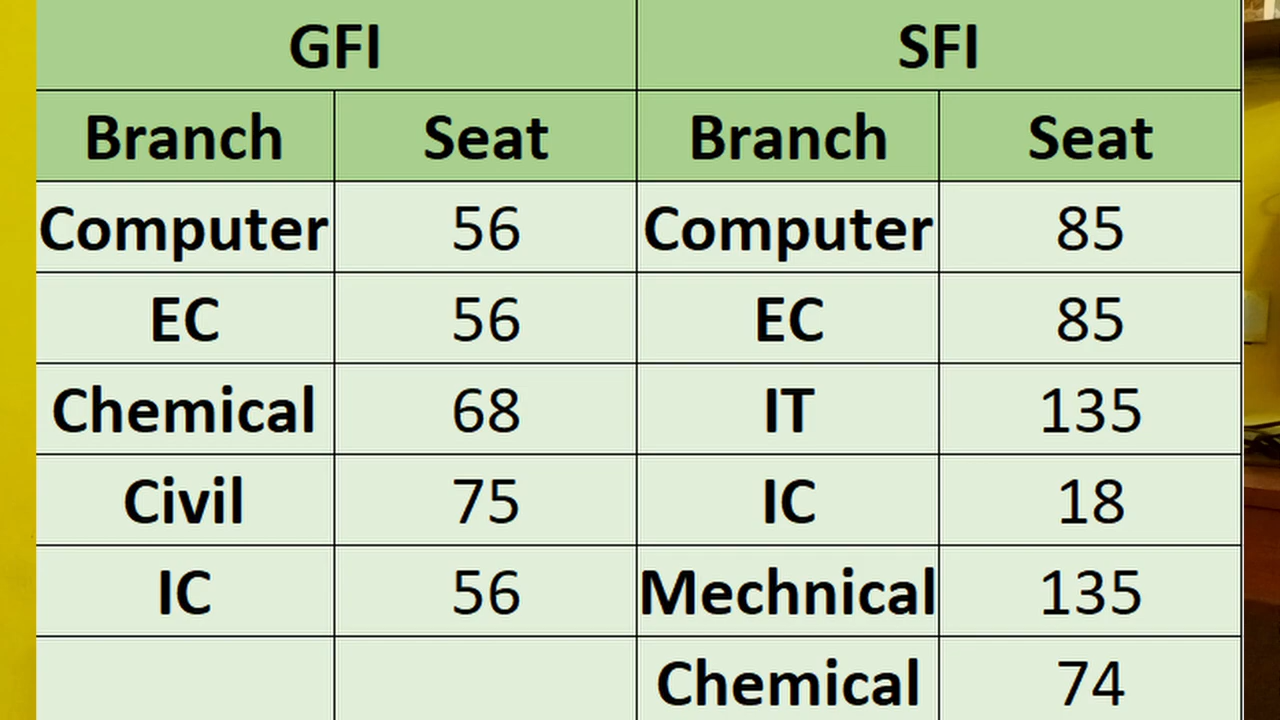 GFI SFI
Branch Seat Branch Seat
Computer 56 Computer 85
EC 56 EC 85
Chemical 68 IT 135
Civil 75 IC 18
IC 56 Mechnical 135
Chemical 74